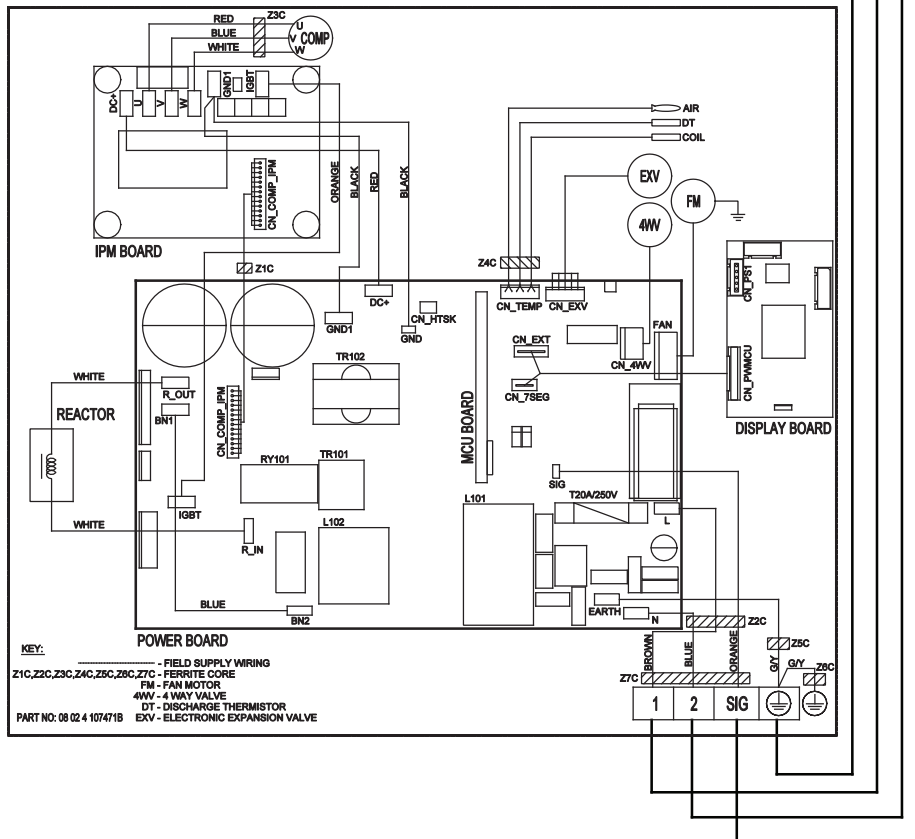 RED
Z3C
BLUE
WHITE
U
V
COMP
W
DC+
U
V
W
GND1
IGBT
CN_COMP_IPM
ORANGE
BLACK
RED
BLACK
IPM BOARD
Z1C
AIR
DT
COIL
EXV
FM
4WV
Z4C
CN_TEMP
CN_EXV
CN_PS1
CN_PWMCU
DISPLAY BOARD
GND1
DC+
CN_HTSK
GND
CN_EXT
CN_4WV
FAN
CN_7SEG
TR102
MCU BOARD
WHITE
R_OUT
REACTOR
BN1
CN_COMP_IPM
RY101
TR101
SIG
L101
T20A/250V
L
IGBT
WHITE
R_IN
L102
BLUE
BN2
EARTH
N
POWER BOARD
Z2C
BROWN
BLUE
ORANGE
Z5C
G/Y
G/Y
Z6C
Z7C
1
2
SIG
KEY:
- FIELD SUPPLY WIRING
Z1C,Z2C,Z3C,Z4C,Z5C,Z6C,Z7C - FERRITE CORE
FM - FAN MOTOR
4WV - 4 WAY VALVE
DT - DISCHARGE THERMISTOR
PART NO: 08 02 4 107471B EXV - ELECTRONIC EXPANSION VALVE